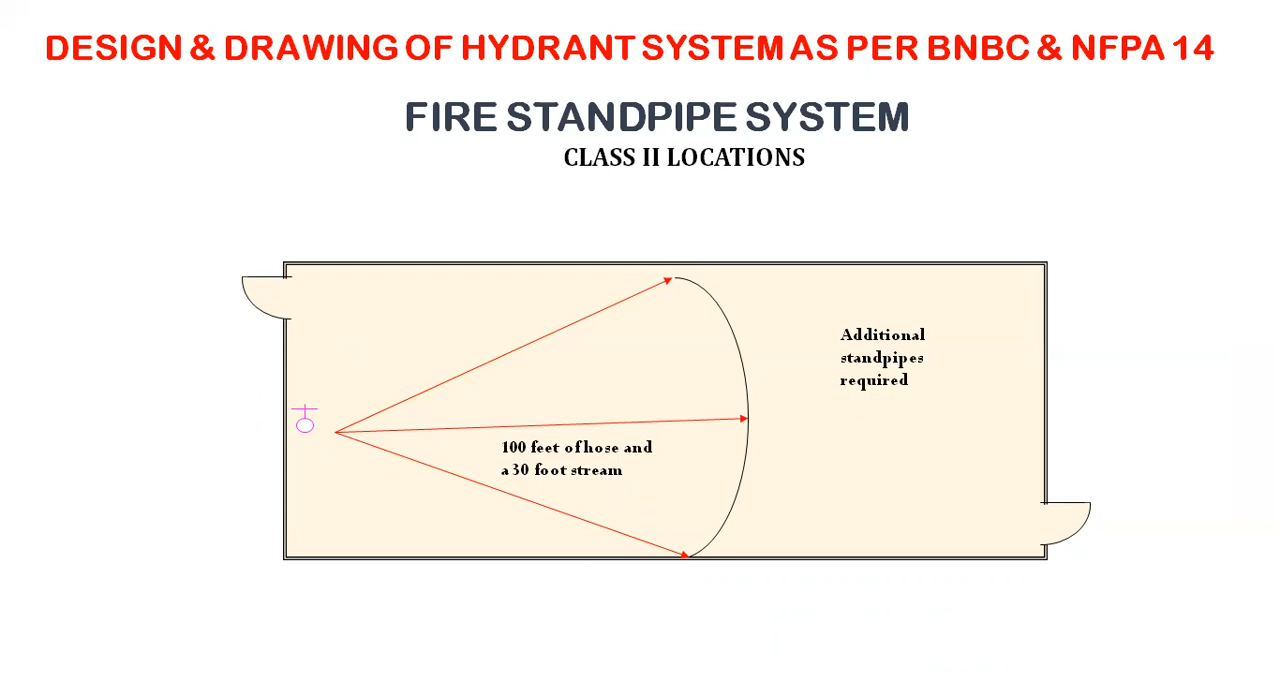 DESIGN & DRAWING OF HYDRANT SYSTEM AS PER BNBC & NFPA 14
FIRE STANDPIPE SYSTEM
CLASS II LOCATIONS
Additional
standpipes
required
100 feet of hose and
a 30 foot stream